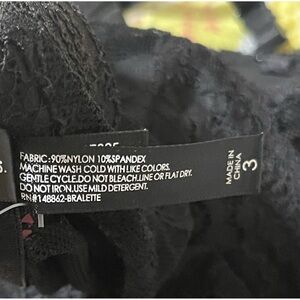 FABRIC:90%NYLON 10%SPANDEX
MACHINE WASH COLD WITH LIKE COLORS.
GENTLE CYCLE.DO NOT BLEACH.LINE OR FLAT DRY.
DO NOT IRON.USE MILD DETERGENT.
RN#148862-BRALETTE
MADE IN
CHINA
3
S.